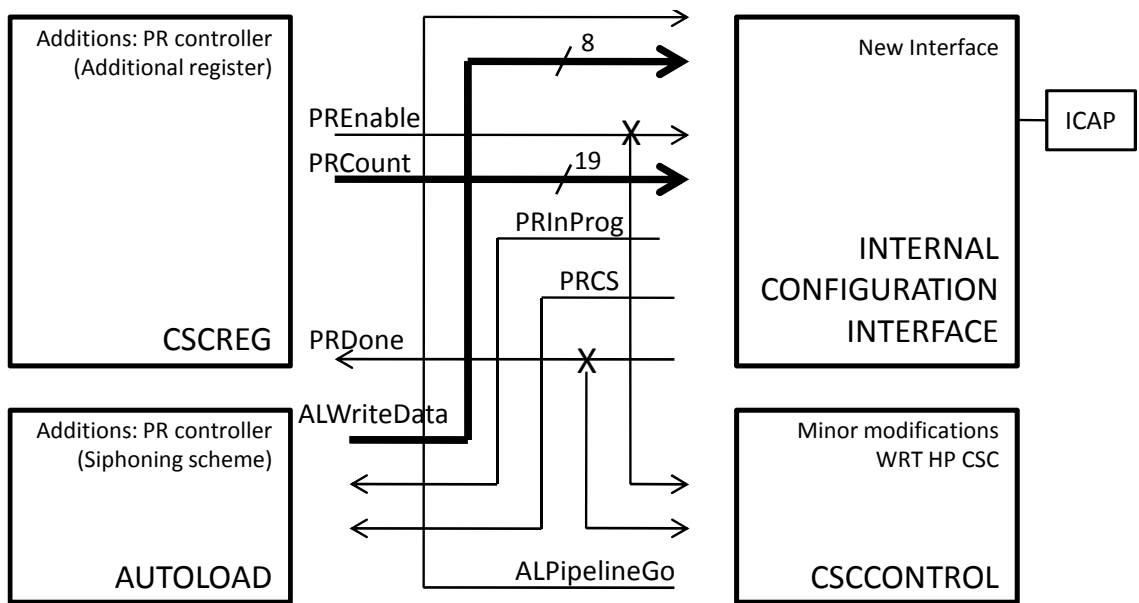 Additions: PR controller
(Additional register)
CSCREG
PREnable
PRCount
8
19
PRInProg
PRCS
PRDone
ALWriteData
ALPipelineGo
New Interface
INTERNAL
CONFIGURATION
INTERFACE
ICAP
Additions: PR controller
(Siphoning scheme)
AUTOLOAD
Minor modifications
WRT HP CSC
CSCCONTROL
X
X